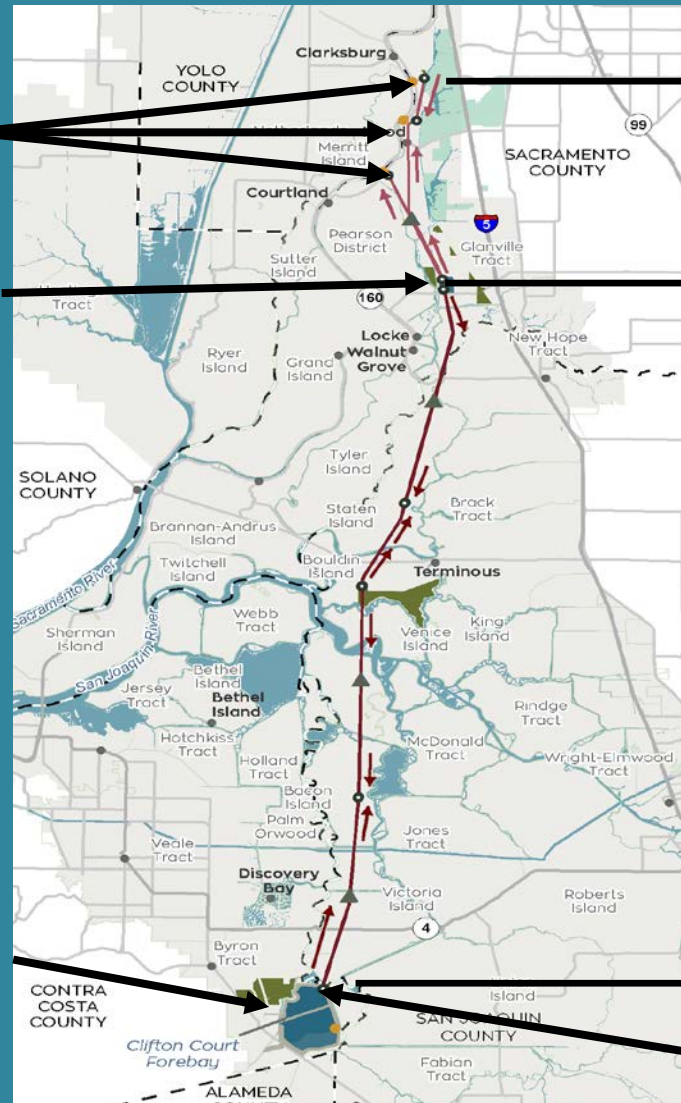 Clarksburg
YOLO
COUNTY
99
Merritt
Island
SACRAMENTO
COUNTY
Courtland
Pearson
District
5
Glanville
Tract
Sutter
Island
Tract
160
Locke
Walnut
Grove
New Hope
Tract
Ryer
Island
Grand
Island
Tyler
Island
SOLANO
COUNTY
Staten
Island
Brack
Tract
Brannan-Andrus
Island
Bouldin
Island
Twitchell
Island
Terminous
Sacramento River
Webb
Tract
Venice
Island
King
Island
Sherman
Island
San Joaquin River
Bethel
Island
Jersey
Tract
Bethel
Island
Rindge
Tract
Hotchkiss
Tract
McDonald
Tract
Holland
Tract
Wright-Elmwood
Tract
Bacon
Island
Palm
Orwood
Jones
Tract
Veale
Tract
Discovery
Bay
Victoria
Island
Roberts
Island
4
Byron
Tract
CONTRA
COSTA
COUNTY
Island
SAN JOAQUIN
COUNTY
Clifton Court
Forebay
Fabian
Tract
ALAMEDA